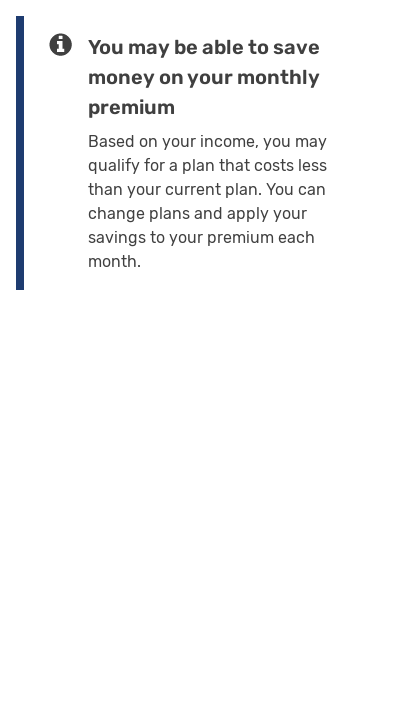 You may be able to save
money on your monthly
premium
Based on your income, you may
qualify for a plan that costs less
than your current plan. You can
change plans and apply your
savings to your premium each
month.